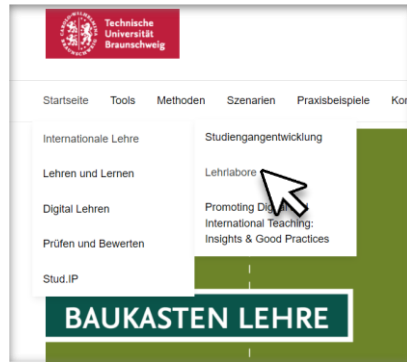 Technische
Universität
Braunschweig
Startseite Tools Methoden Szenarien Praxisbeispiele
Internationale Lehre
Lehren und Lernen
Digital Lehren
Prüfen und Bewerten
Stud.IP
Studiengangentwicklung
Lehrlabore
Promoting
International Teaching:
Insights & Good Practices
BAUKASTEN LEHRE